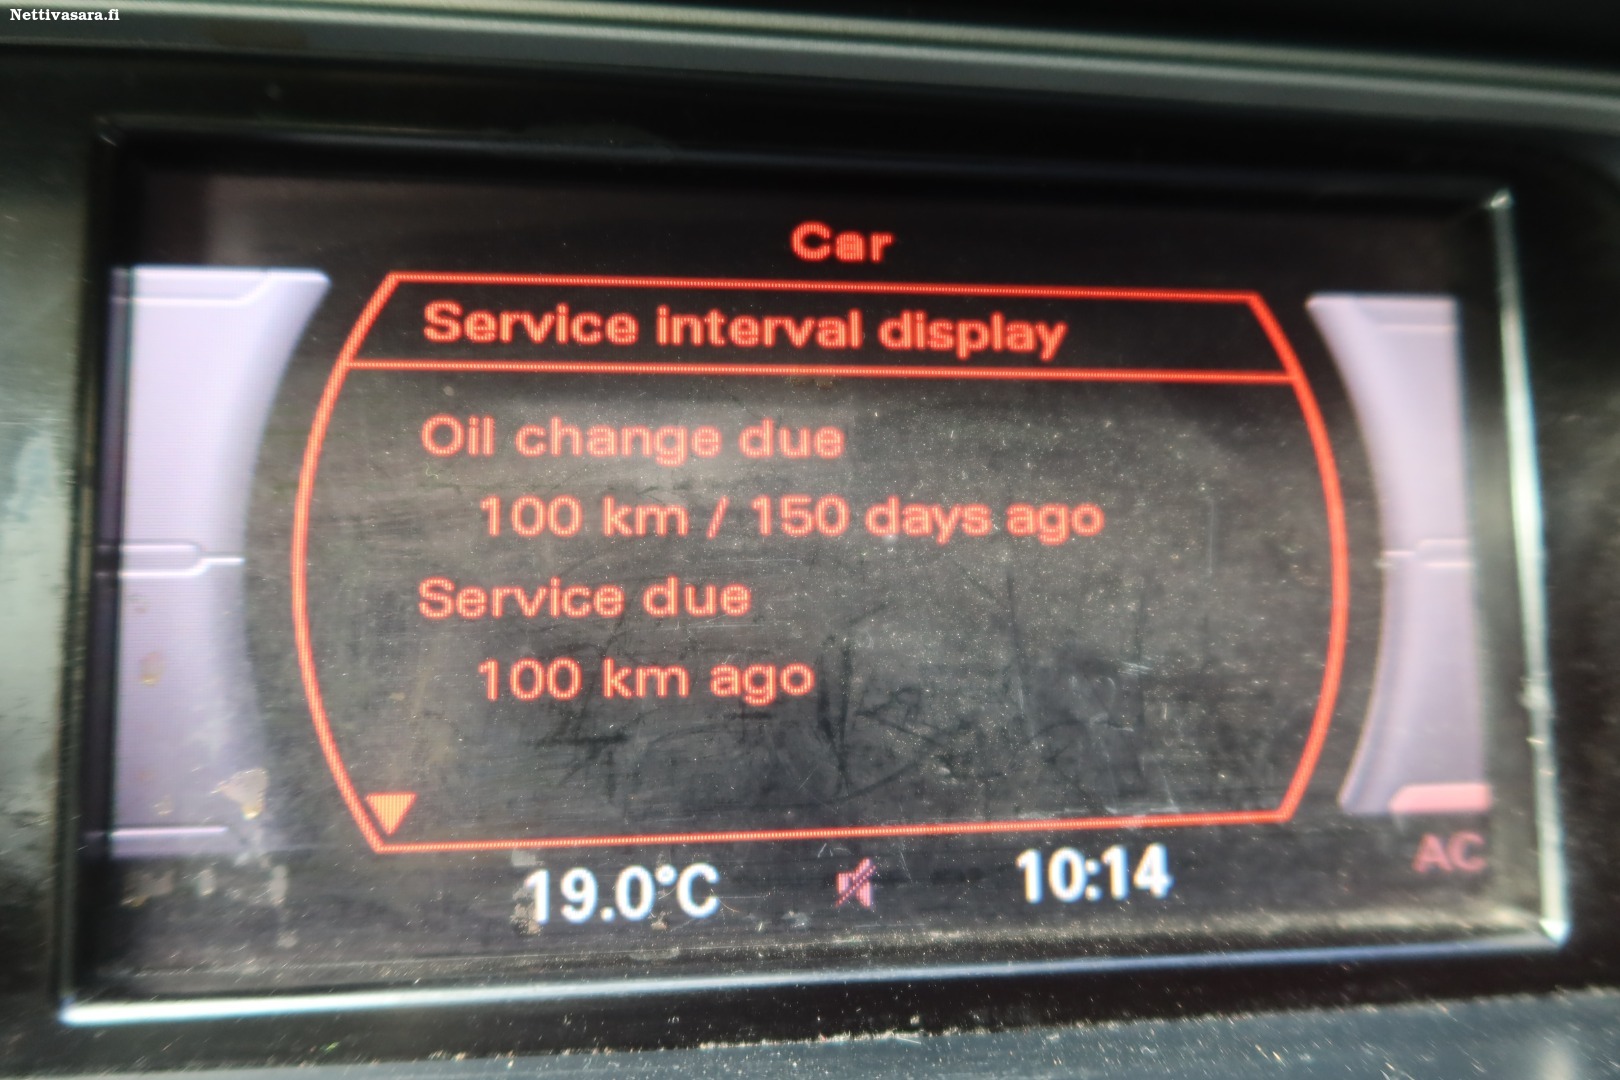 Nettivasara.fi
Car
Service interval display
Oil change due
100 km / 150 days ago
Service due
100 km ago
19.0°C 10:14 AC